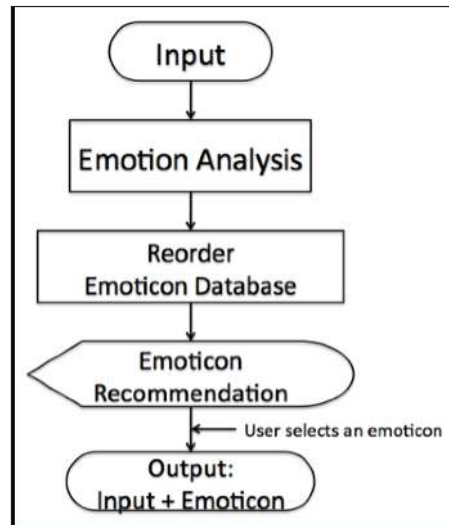 Input
Emotion Analysis
Reorder
Emoticon Database
Emoticon
Recommendation
User selects an emoticon
Output:
Input + Emoticon